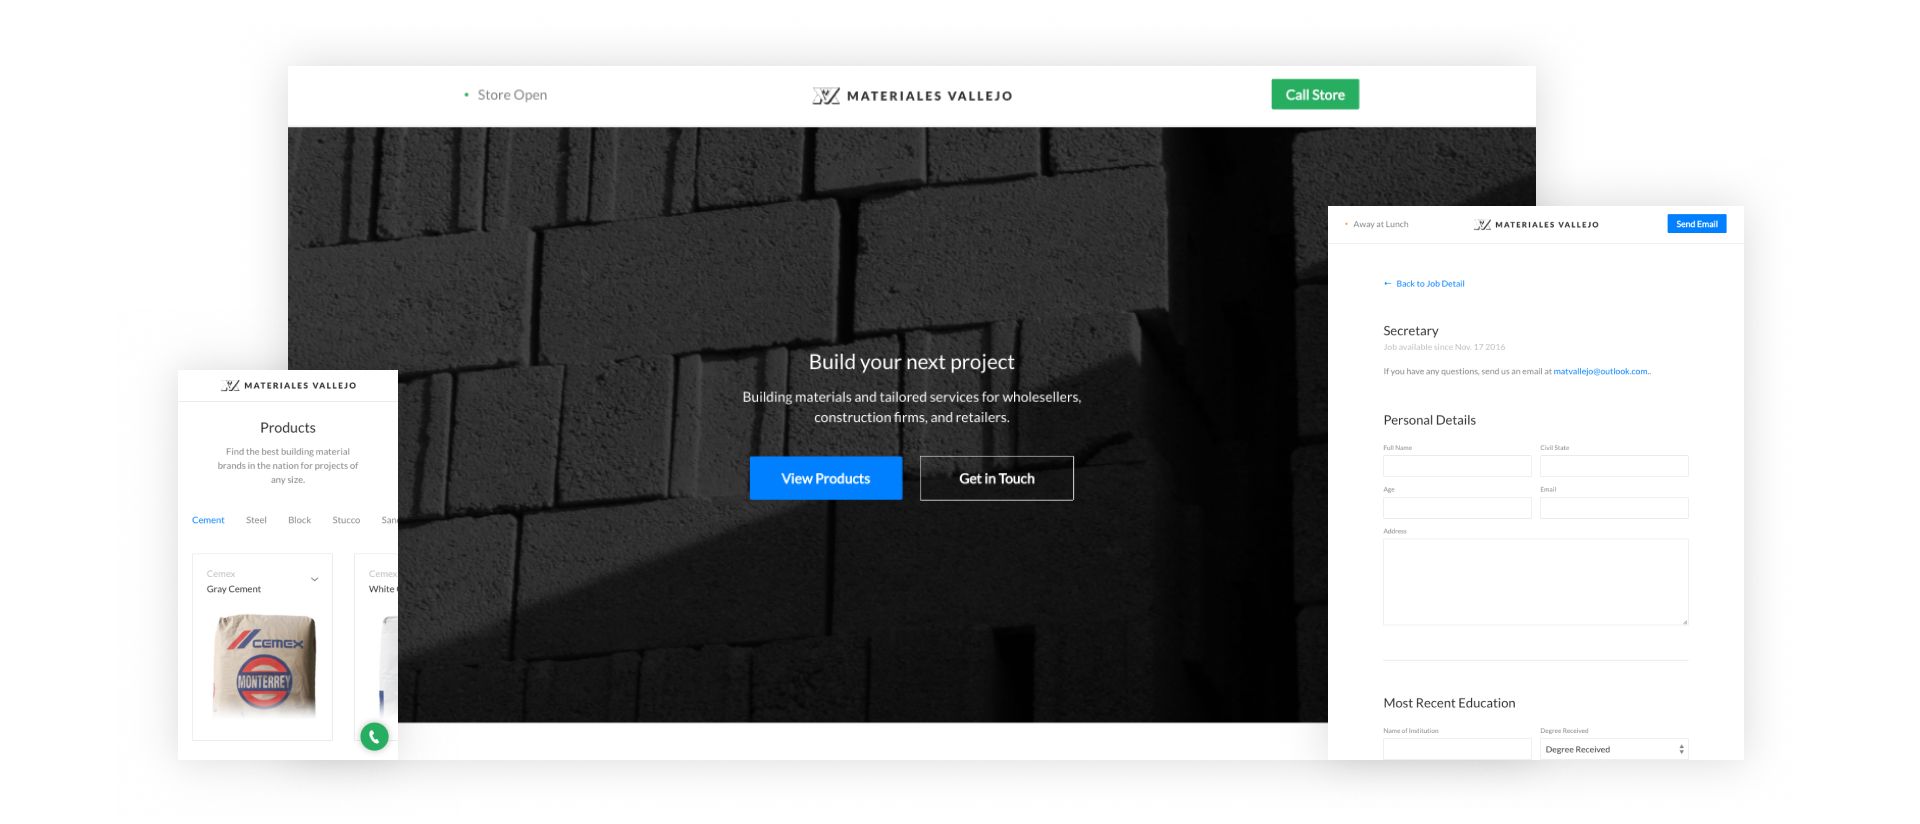 Store Open
MATERIALES VALLEJO
Call Store
Build your next project
Building materials and tailored services for wholesellers,
construction firms, and retailers.
View Products
Get in Touch
MATERIALES VALLEJO
Products
Find the best building material
brands in the nation for projects of
any size.
Cement Steel Block Stucco San
Cemex
Gray Cement
CEMEX
MONTERREY
Cemex
White
Away at Lunch
MATERIALES VALLEJO
Send Email
← Back to Job Detail
Secretary
Job available since Nov. 17 2016
If you have any questions, send us an email at matvallejo@outlook.com..
Personal Details
Full Name
Civil State
Age
Email
Address
Most Recent Education
Name of Institution
Degree Received
Degree Received